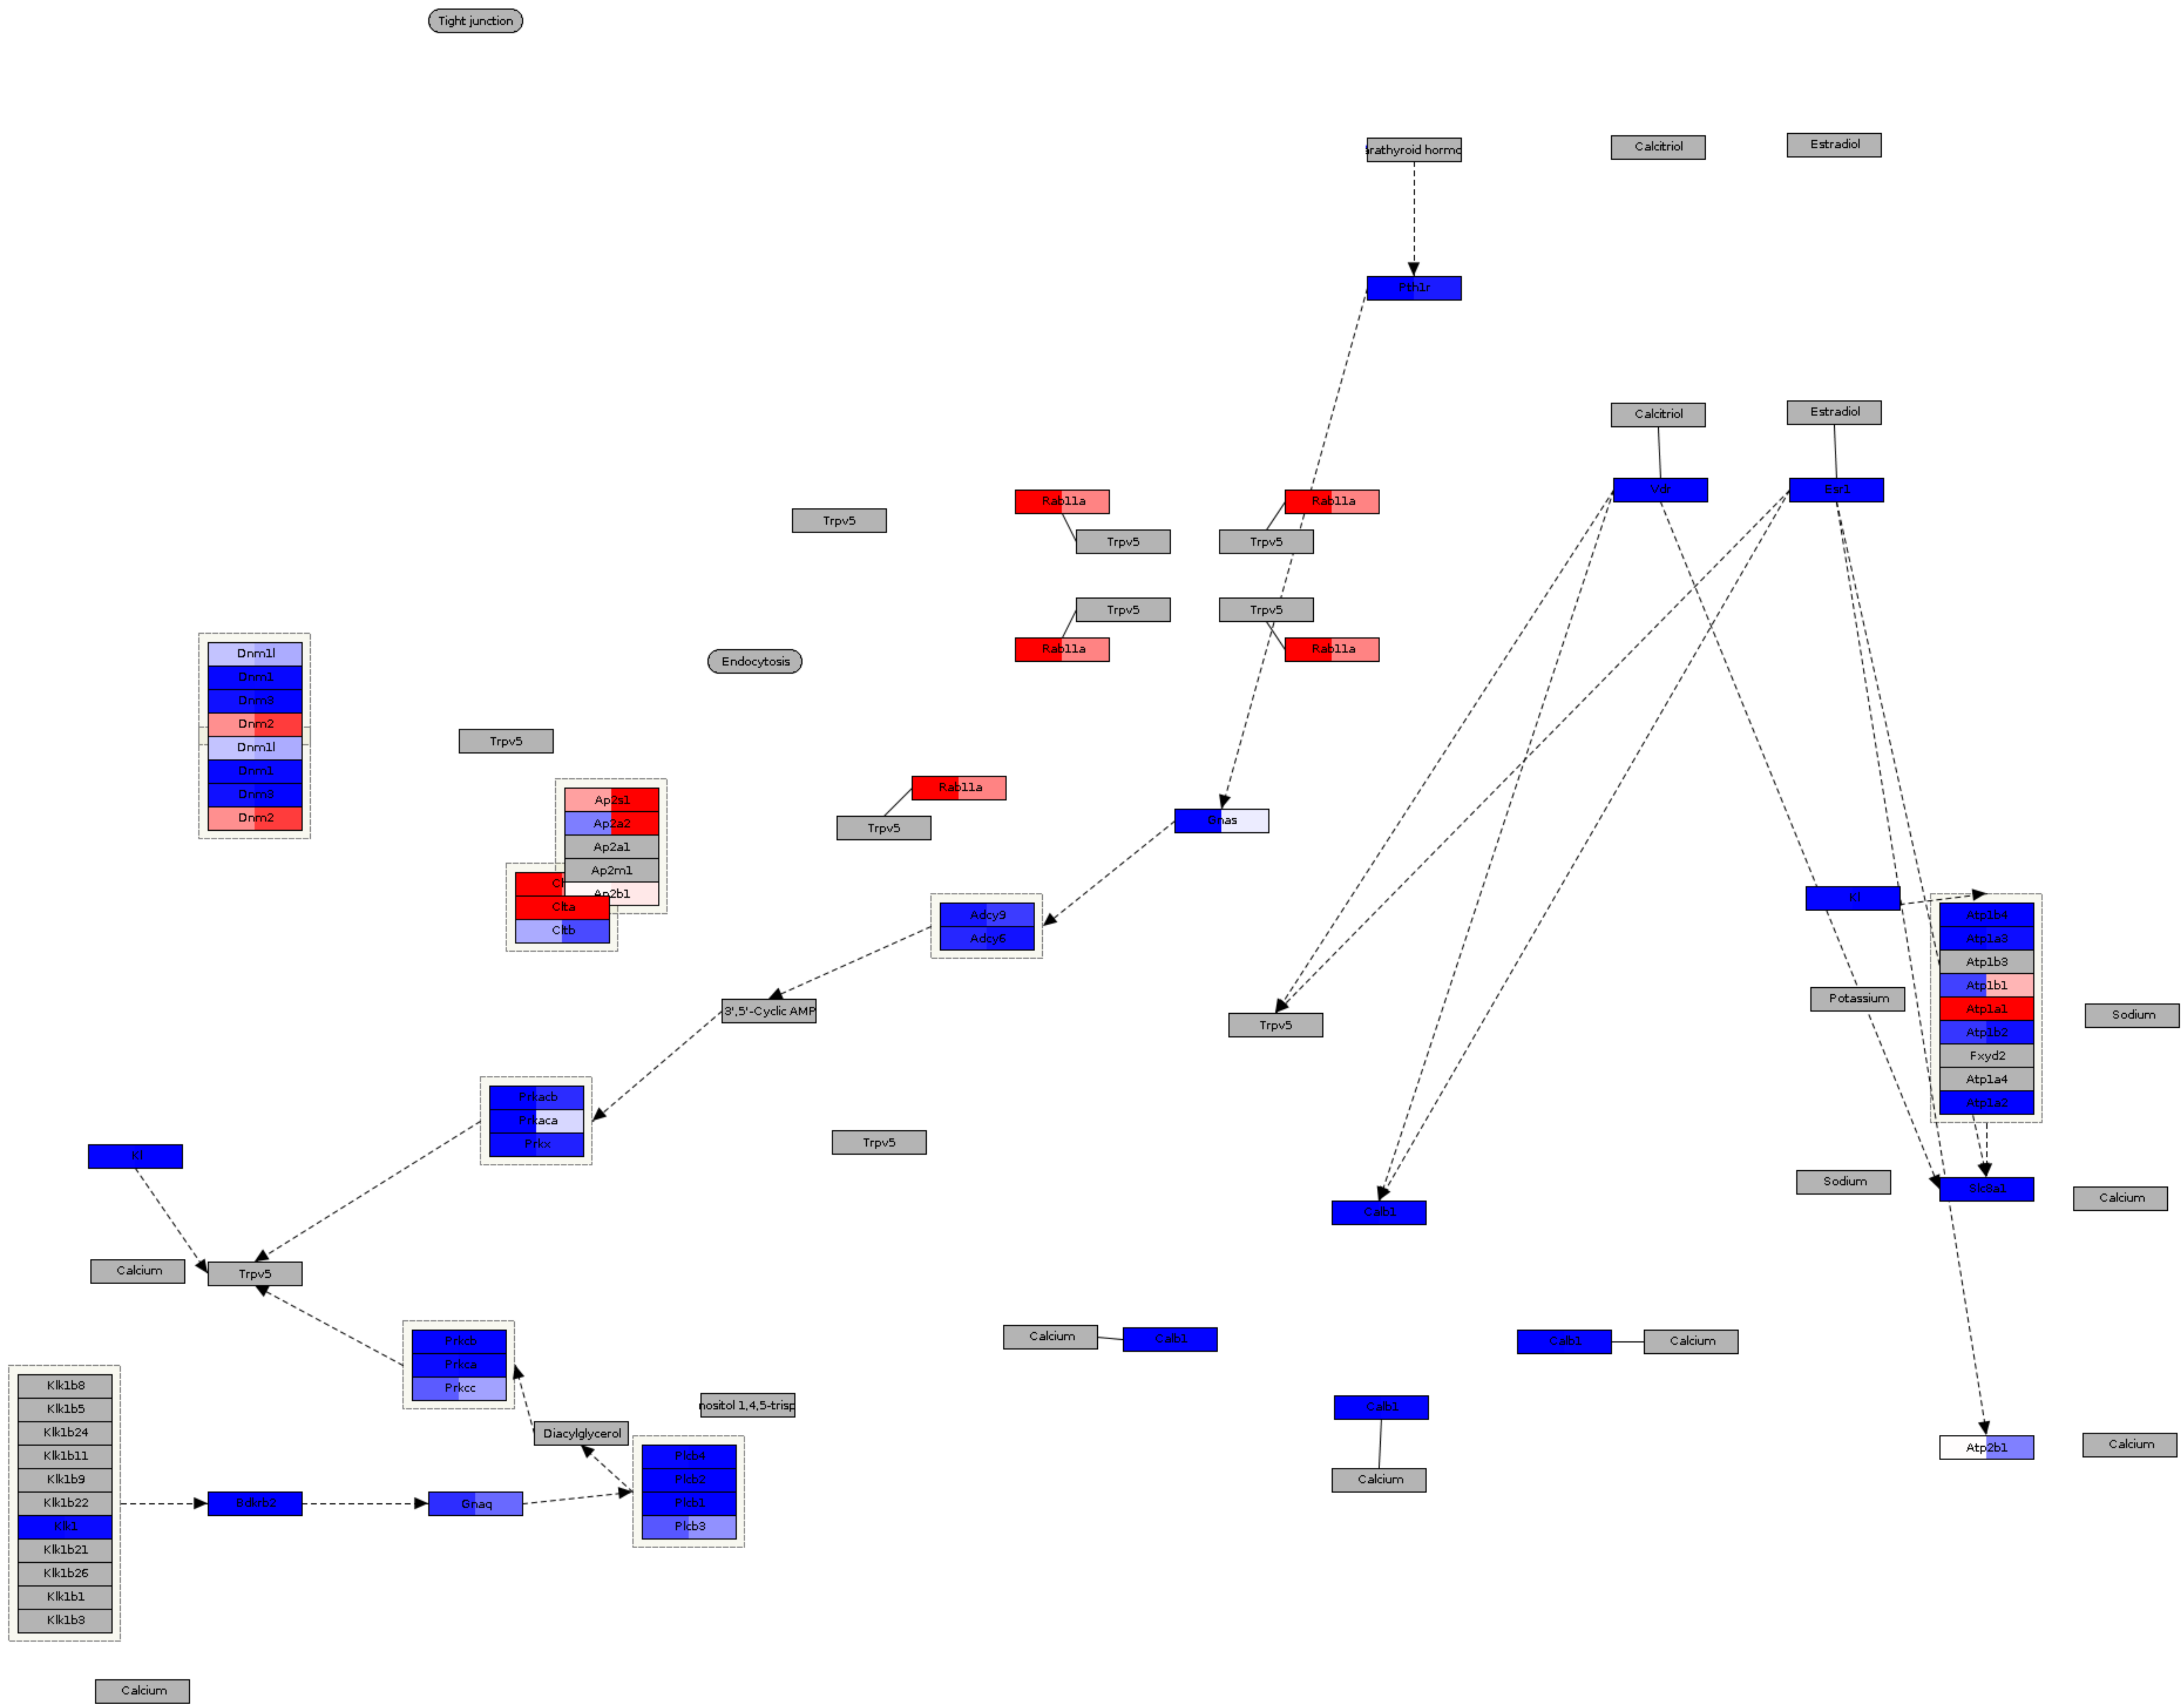 Tight junction
arathyroid hormo
Calcitriol
Estradiol
Pth1r
Calcitriol
Estradiol
Vdr
Esr1
Rab11a
Rab11a
Trpv5
Trpv5
Trpv5
Trpv5
Trpv5
Rab11a
Rab11a
Endocytosis
Dnm1l
Dnm1
Dnm3
Dnm2
Dnm1l
Dnm1
Dnm3
Dnm2
Trpv5
Rab11a
Trpv5
Gnas
Ap2s1
Ap2a2
Ap2a1
Ap2m1
Ap2b1
Clta
Cltb
Adcy9
Adcy6
Kl
Atp1b4
Atp1a3
Atp1b3
Atp1b1
Atp1a1
Atp1b2
Fxyd2
Atp1a4
Atp1a2
Potassium
Sodium
3',5'-Cyclic AMP
Trpv5
Prkacb
Prkaca
Prkx
Trpv5
Kl
Sodium
Slc8a1
Calcium
Calb1
Calcium
Trpv5
Prkcb
Prkca
Prkcc
Calcium
Calb1
Calb1
Calcium
Klk1b8
Klk1b5
Klk1b24
Klk1b11
Klk1b9
Klk1b22
Klk1
Klk1b21
Klk1b26
Klk1b1
Klk1b3
nositol 1,4,5-trisp
Diacylglycerol
Calb1
Calcium
Plcb4
Plcb2
Plcb1
Plcb3
Atp2b1
Calcium
Bdkrb2
Gnaq
Calcium